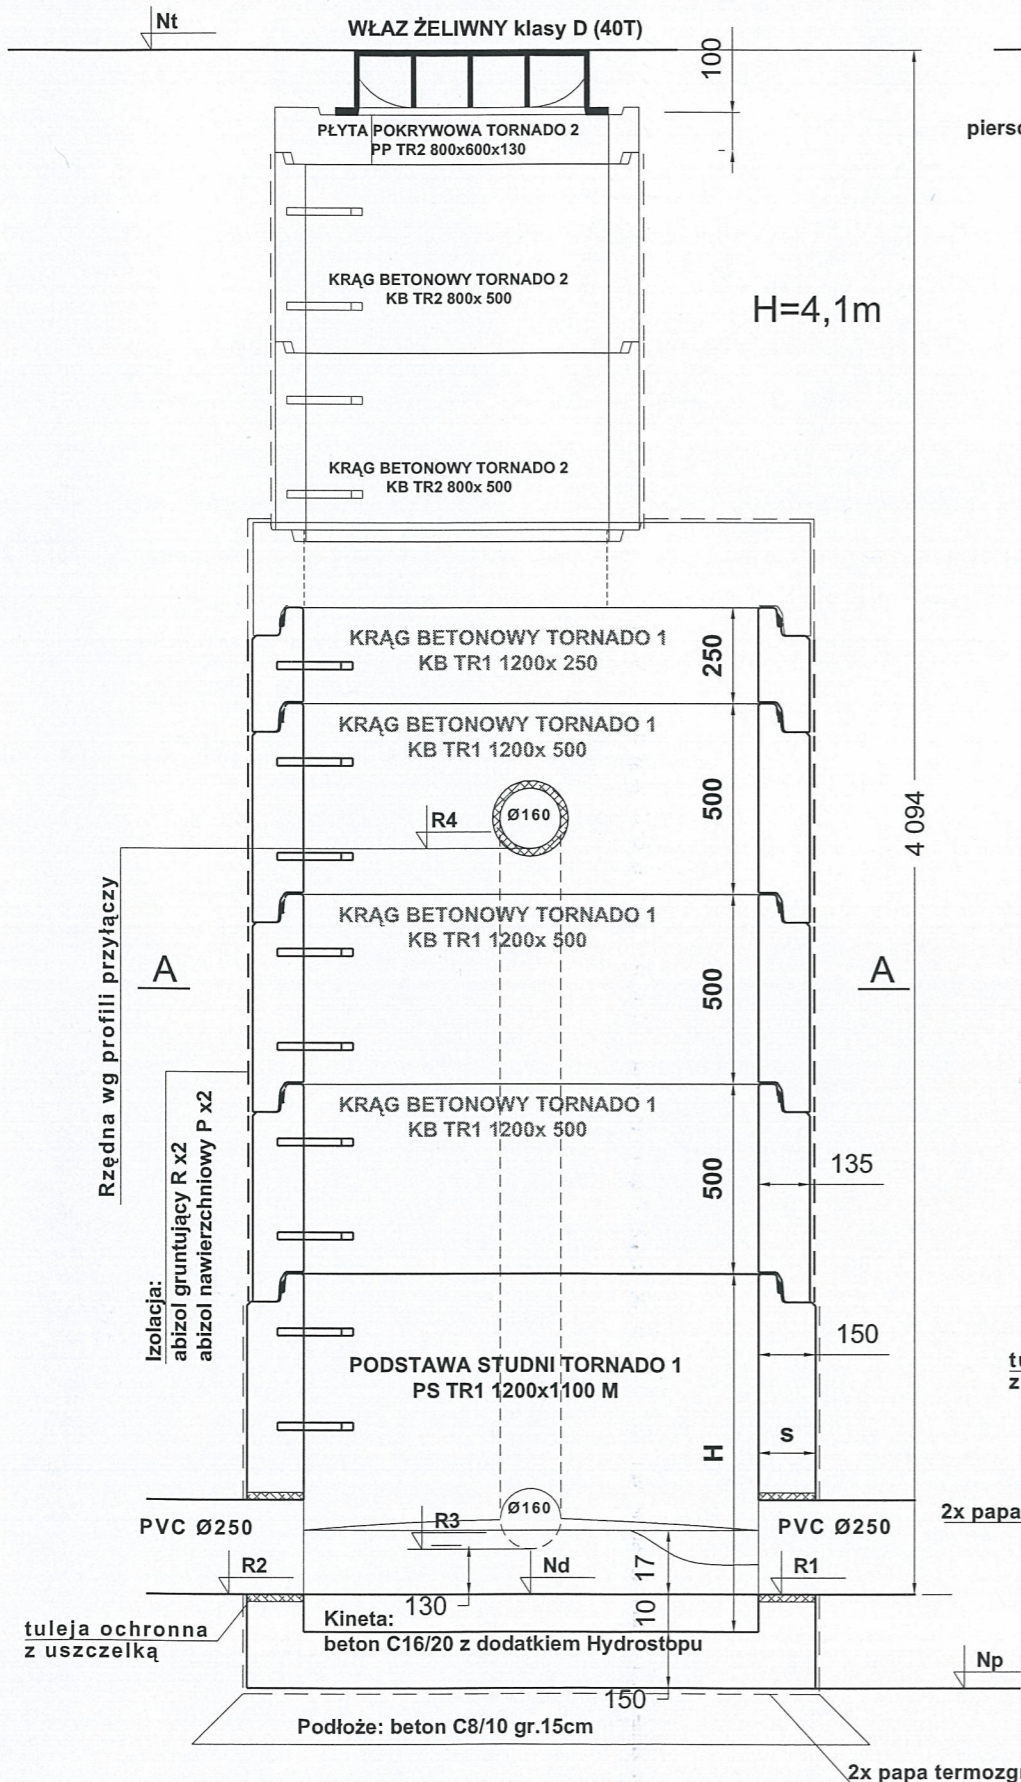 Nt
WŁAZ ŻELIWNY klasy D (40T)
100
PŁYTA POKRYWOWA TORNADO 2
PP TR2 800x600x130
KRĄG BETONOWY TORNADO 2
KB TR2 800x 500
H=4,1m
KRĄG BETONOWY TORNADO 2
KB TR2 800x 500
KRĄG BETONOWY TORNADO 1
KB TR1 1200x 250
250
KRĄG BETONOWY TORNADO 1
KB TR1 1200x 500
500
R4
Ø160
4 094
KRĄG BETONOWY TORNADO 1
KB TR1 1200x 500
500
A
A
Rzędna wg profili przyłączy
KRĄG BETONOWY TORNADO 1
KB TR1 1200x 500
500
135
Izolacja:
abizol gruntujący R x2
abizol nawierzchniowy P x2
150
PODSTAWA STUDNI TORNADO 1
PS TR1 1200x1100 M
H
s
Ø160
PVC Ø250
R3
PVC Ø250
2x papa
R2
Nd
17
R1
130
10
tuleja ochronna
z uszczelką
Kineta:
beton C16/20 z dodatkiem Hydrostopu
Np
150
Podłoże: beton C8/10 gr.15cm